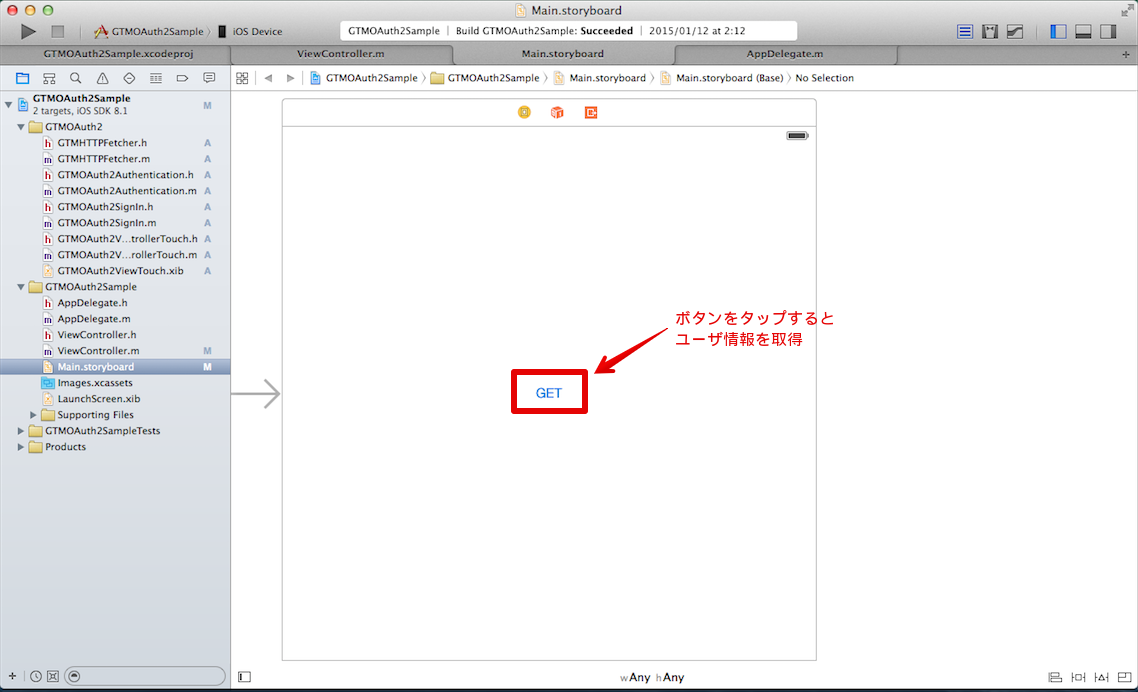 Main.storyboard
GTMOAuth2Sample iOS Device
GTMOAuth2Sample | Build GTMOAuth2Sample: Succeeded | 2015/01/12 at 2:12
GTMOAuth2Sample.xcodeproj ViewController.m Main.storyboard AppDelegate.m +
GTMOAuth2Sample GTMOAuth2Sample Main.storyboard Main.storyboard (Base) No Selection
GTMOAuth2Sample M
2 targets, iOS SDK 8.1
GTMOAuth2
h GTMHTTPFetcher.h A
m GTMHTTPFetcher.m A
h GTMOAuth2Authentication.h A
m GTMOAuth2Authentication.m A
h GTMOAuth2SignIn.h A
m GTMOAuth2SignIn.m A
h GTMOAuth2V...trollerTouch.h A
m GTMOAuth2V...rollerTouch.m A
GTMOAuth2ViewTouch.xib A
GTMOAuth2Sample
h AppDelegate.h
m AppDelegate.m
h ViewController.h
m ViewController.m M
Main.storyboard M
Images.xcassets
LaunchScreen.xib
Supporting Files
GTMOAuth2SampleTests
Products
ボタンをタップすると
ユーザ情報を取得
GET
wAny hAny